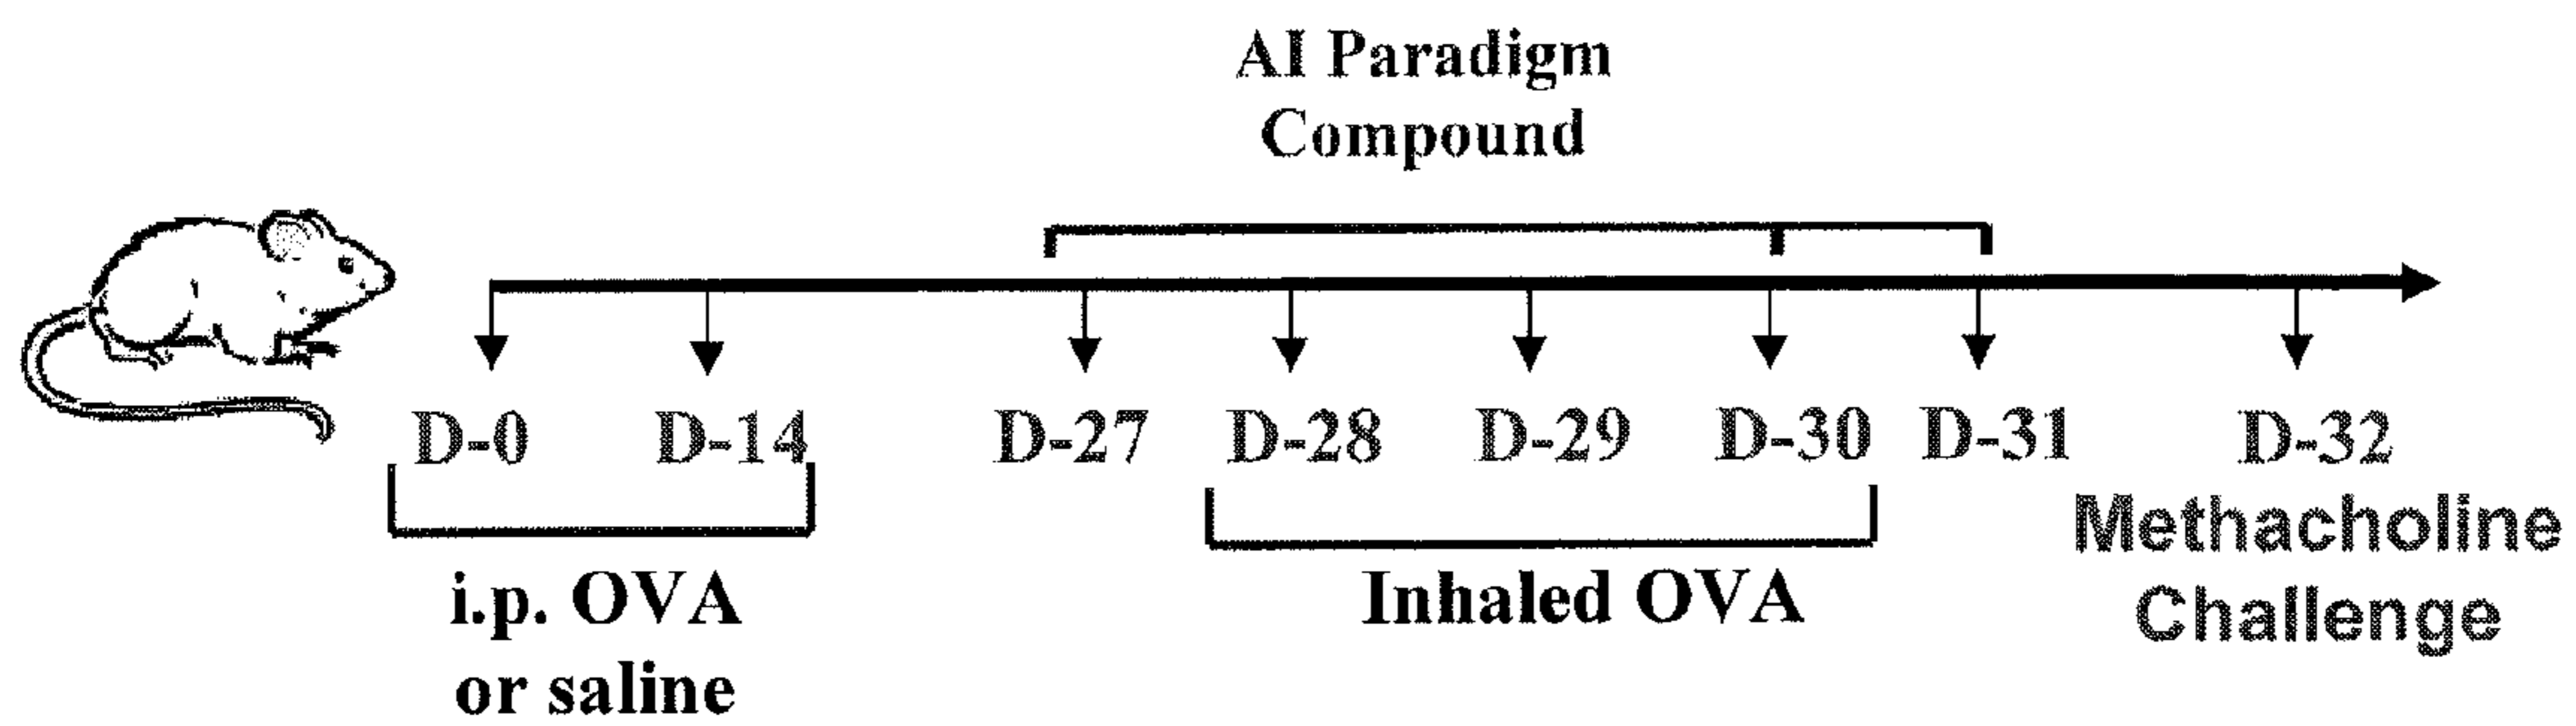 AI Paradigm
Compound
D-0 D-14 D-27 D-28 D-29 D-30 D-31 D-32
i.p. OVA
or saline
Inhaled OVA
Methacholine
Challenge